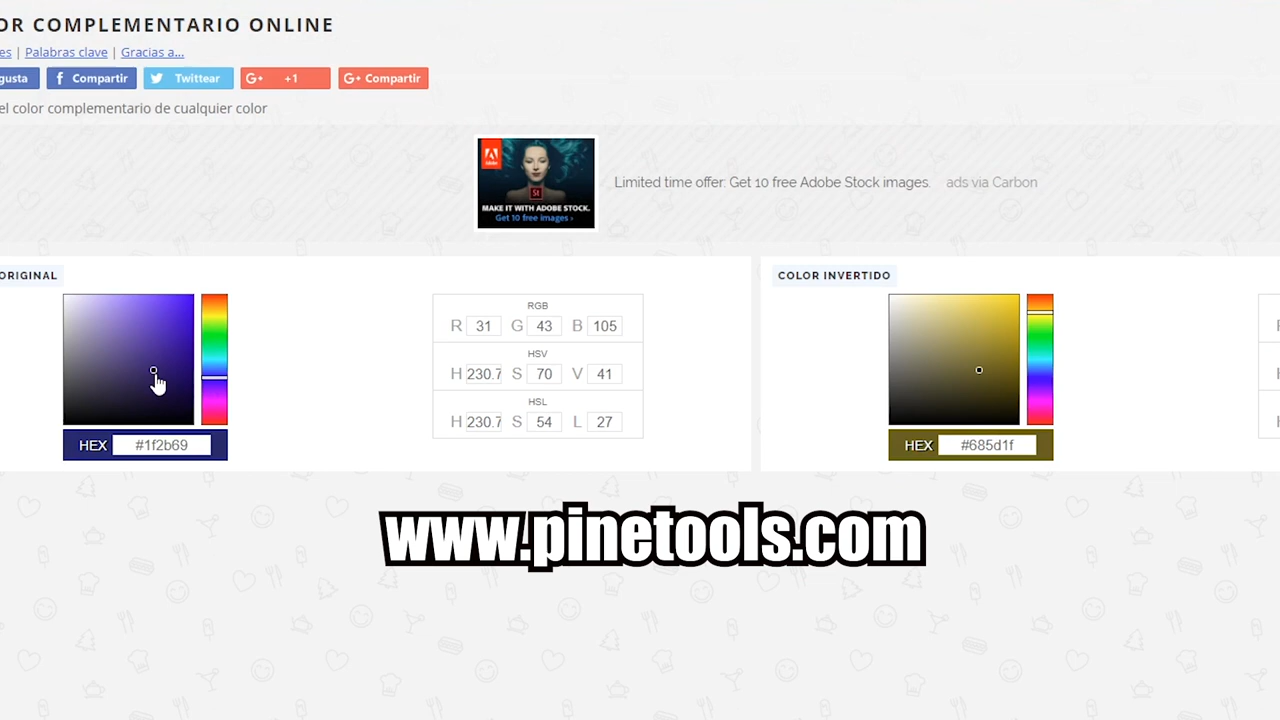 OR COMPLEMENTARIO ONLINE
es | Palabras clave | Gracias a...
gusta
Compartir
Twittear
G+ +1
G+ Compartir
el color complementario de cualquier color
Adobe
St
MAKE IT WITH ADOBE STOCK.
Get 10 free images ›
Limited time offer: Get 10 free Adobe Stock images. ads via Carbon
ORIGINAL
RGB
R 31 G 43 B 105
HSV
H 230.7 S 70 V 41
HSL
H 230.7 S 54 L 27
HEX #1f2b69
COLOR INVERTIDO
HEX #685d1f
www.pinetools.com